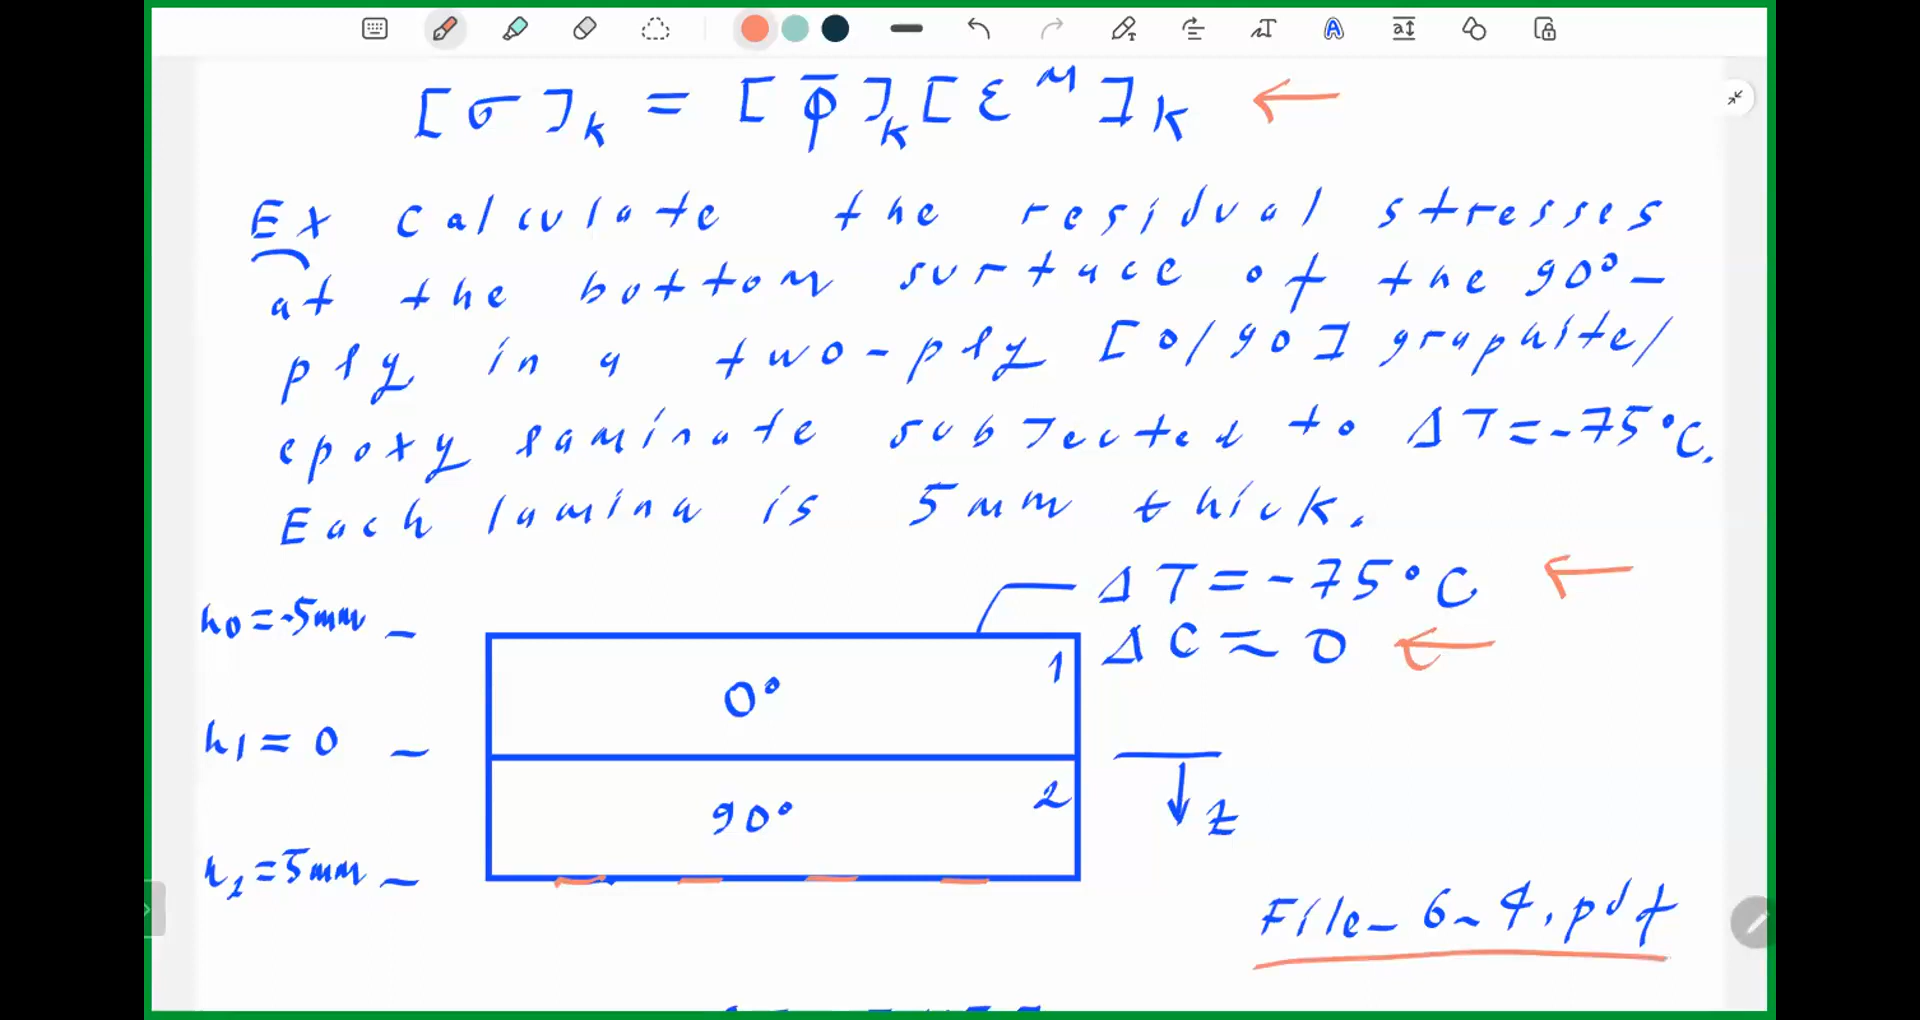 [σ]k = [Φ̄]k [εᴹ]k
Ex calculate the residual stresses
at the bottom surface of the 90°-
ply in a two-ply [0/90] graphite/
epoxy laminate subjected to ΔT=-75°C.
Each lamina is 5mm thick.
ΔT=-75°C
h0=-5mm
ΔC=0
1
0°
h1=0
2
90°
z
h2=5mm
File-6-4.pdf